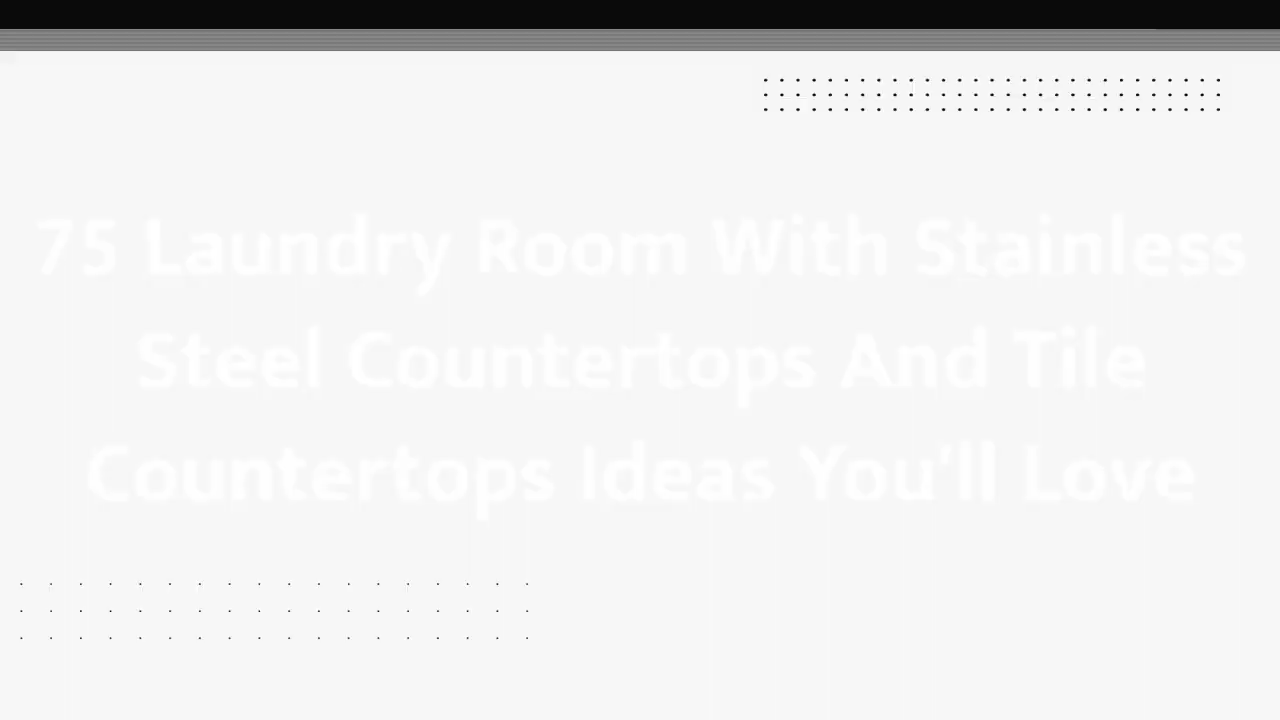 75 Laundry Room With Stainless
Steel Countertops And Tile
Countertops Ideas You'll Love